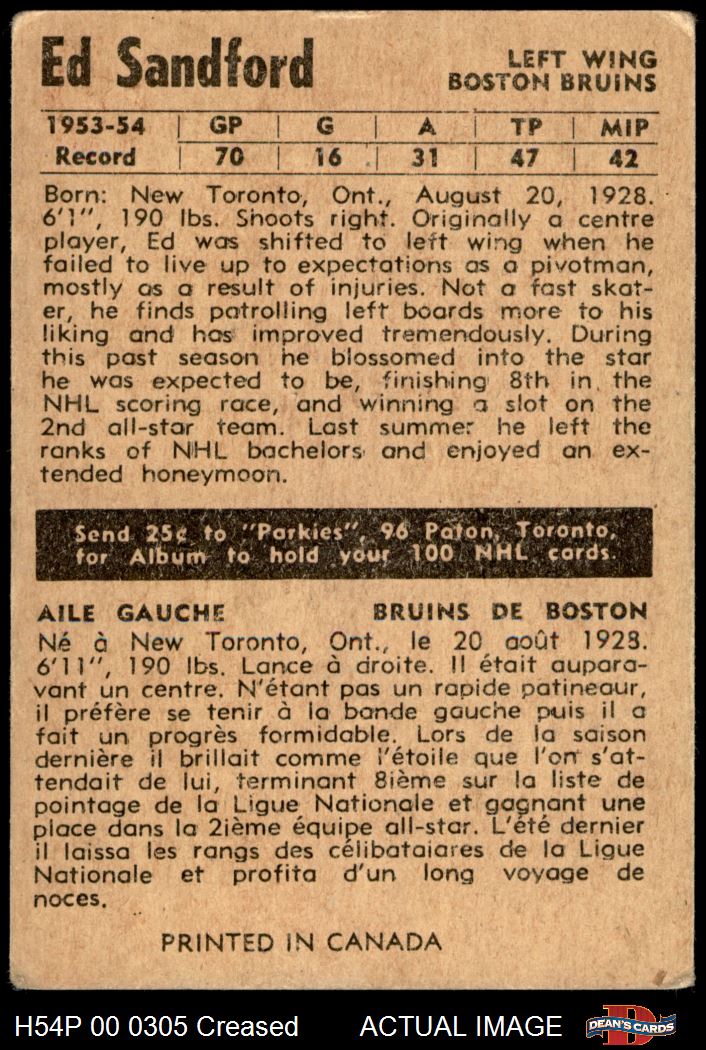 Ed Sandford
LEFT WING
BOSTON BRUINS
1953-54 | GP | G | A | TP | MIP
Record | 70 | 16 | 31 | 47 | 42
Born: New Toronto, Ont., August 20, 1928.
6'1", 190 lbs. Shoots right. Originally a centre
player, Ed was shifted to left wing when he
failed to live up to expectations as a pivotman,
mostly as a result of injuries. Not a fast skat-
er, he finds patrolling left boards more to his
liking and has improved tremendously. During
this past season he blossomed into the star
he was expected to be, finishing 8th in the
NHL scoring race, and winning a slot on the
2nd all-star team. Last summer he left the
ranks of NHL bachelors and enjoyed an ex-
tended honeymoon.
Send 25¢ to "Parkies", 96 Paton, Toronto,
for Album to hold your 100 NHL cards.
AILE GAUCHE BRUINS DE BOSTON
Né à New Toronto, Ont., le 20 août 1928.
6'11", 190 lbs. Lance à droite. Il était aupara-
vant un centre. N'étant pas un rapide patineaur,
il préfère se tenir à la bande gauche puis il a
fait un progrès formidable. Lors de la saison
dernière il brillait comme l'étoile que l'on s'at-
tendait de lui, terminant 8ième sur la liste de
pointage de la Ligue Nationale et gagnant une
place dans la 2ième équipe all-star. L'été dernier
il laissa les rangs des célibataiares de la Ligue
Nationale et profita d'un long voyage de
noces.
PRINTED IN CANADA
H54P 00 0305 Creased ACTUAL IMAGE D DEAN'S CARDS